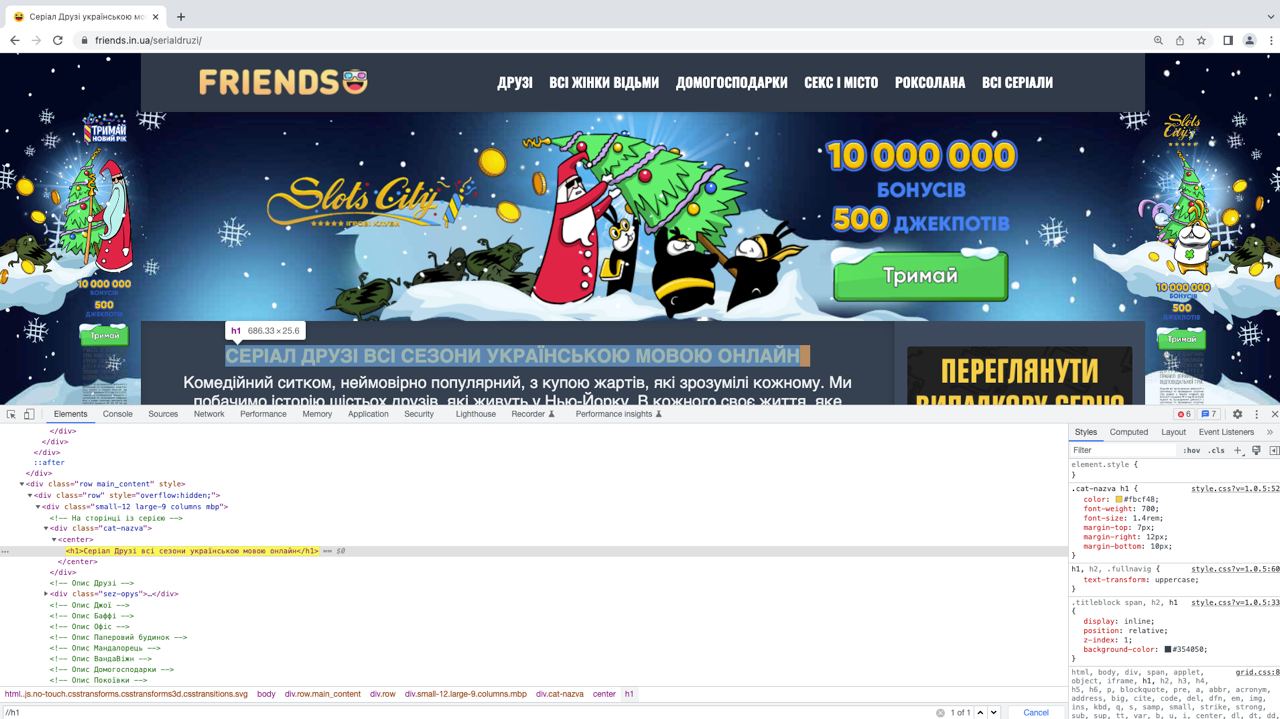 Серіал Друзі українською мо
friends.in.ua/serialdruzi/
FRIENDS
ДРУЗІ ВСІ ЖІНКИ ВІДЬМИ ДОМОГОСПОДАРКИ СЕКС І МІСТО РОКСОЛАНА ВСІ СЕРІАЛИ
ТРИМАЙ
НОВИЙ РІК
10 000 000
БОНУСІВ
500
ДЖЕКПОТІВ
Тримай
Slots City
10 000 000
БОНУСІВ
500 ДЖЕКПОТІВ
Тримай
Slots City
10 000 000
БОНУСІВ
500
ДЖЕКПОТІВ
Тримай
h1 686.33 × 25.6
СЕРІАЛ ДРУЗІ ВСІ СЕЗОНИ УКРАЇНСЬКОЮ МОВОЮ ОНЛАЙН
Комедійний ситком, неймовірно популярний, з купою жартів, які зрозумілі кожному. Ми
побачимо історію шістьох друзів, які живуть у Нью-Йорку. В кожного своє життя, яке
ПЕРЕГЛЯНУТИ
ВИПАДКОВУ СЕРІЮ
Elements Console Sources Network Performance Memory Application Security Lighthouse Recorder Performance insights 6 7
</div>
</div>
</div>
::after
</div>
<div class="row main_content" style>
<div class="row" style="overflow:hidden;">
<div class="small-12 large-9 columns mbp">
<!-- На сторінці із серією -->
<div class="cat-nazva">
<center>
… <h1>Серіал Друзі всі сезони українською мовою онлайн</h1> == $0
</center>
</div>
<!-- Опис Друзі -->
<div class="sez-opys">…</div>
<!-- Опис Джої -->
<!-- Опис Баффі -->
<!-- Опис Офіс -->
<!-- Опис Паперовий будинок -->
<!-- Опис Мандалорець -->
<!-- Опис ВандаВіжн -->
<!-- Опис Домогосподарки -->
<!-- Опис Покоївки -->
html.js.no-touch.csstransforms.csstransforms3d.csstransitions.svg body div.row.main_content div.row div.small-12.large-9.columns.mbp div.cat-nazva center h1
//h1 1 of 1 Cancel
Styles Computed Layout Event Listeners »
Filter :hov .cls +
element.style {
}
.cat-nazva h1 { style.css?v=1.0.5:52
color: #fbcf48;
font-weight: 700;
font-size: 1.4rem;
margin-top: 7px;
margin-right: 12px;
margin-bottom: 10px;
}
h1, h2, .fullnavig { style.css?v=1.0.5:60
text-transform: uppercase;
}
.titleblock span, h2, h1 style.css?v=1.0.5:33
{
display: inline;
position: relative;
z-index: 1;
background-color: #354050;
}
html, body, div, span, applet, grid.css:8
object, iframe, h1, h2, h3, h4,
h5, h6, p, blockquote, pre, a, abbr, acronym,
address, big, cite, code, del, dfn, em, img,
ins, kbd, q, s, samp, small, strike, strong,
sub, sup, tt, var, b, u, i, center, dl, dt, dd